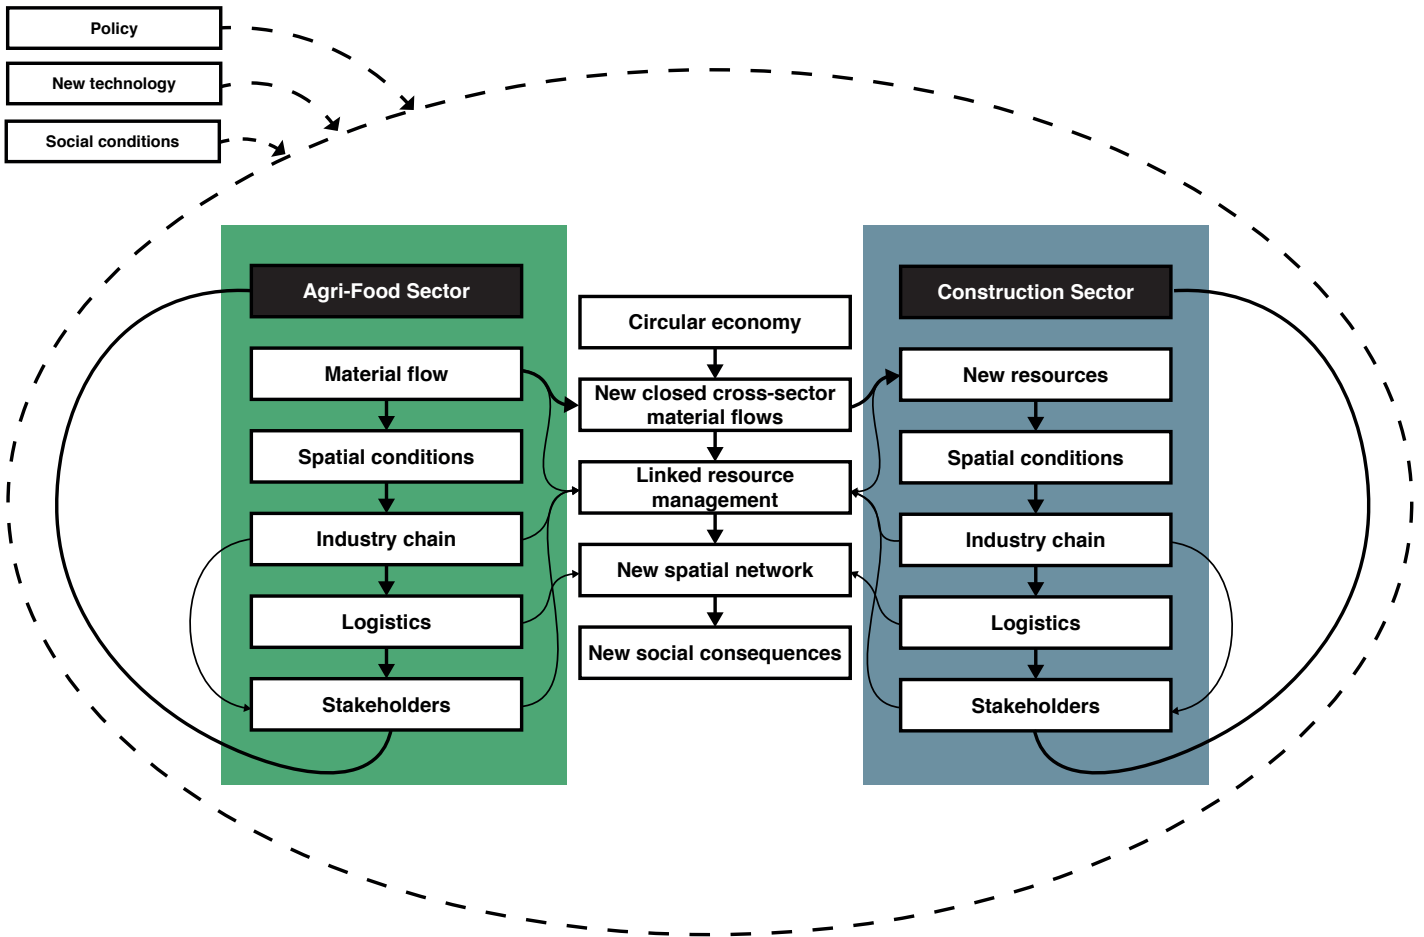 Policy
New technology
Social conditions
Agri-Food Sector
Material flow
Spatial conditions
Industry chain
Logistics
Stakeholders
Circular economy
New closed cross-sector
material flows
Linked resource
management
New spatial network
New social consequences
Construction Sector
New resources
Spatial conditions
Industry chain
Logistics
Stakeholders